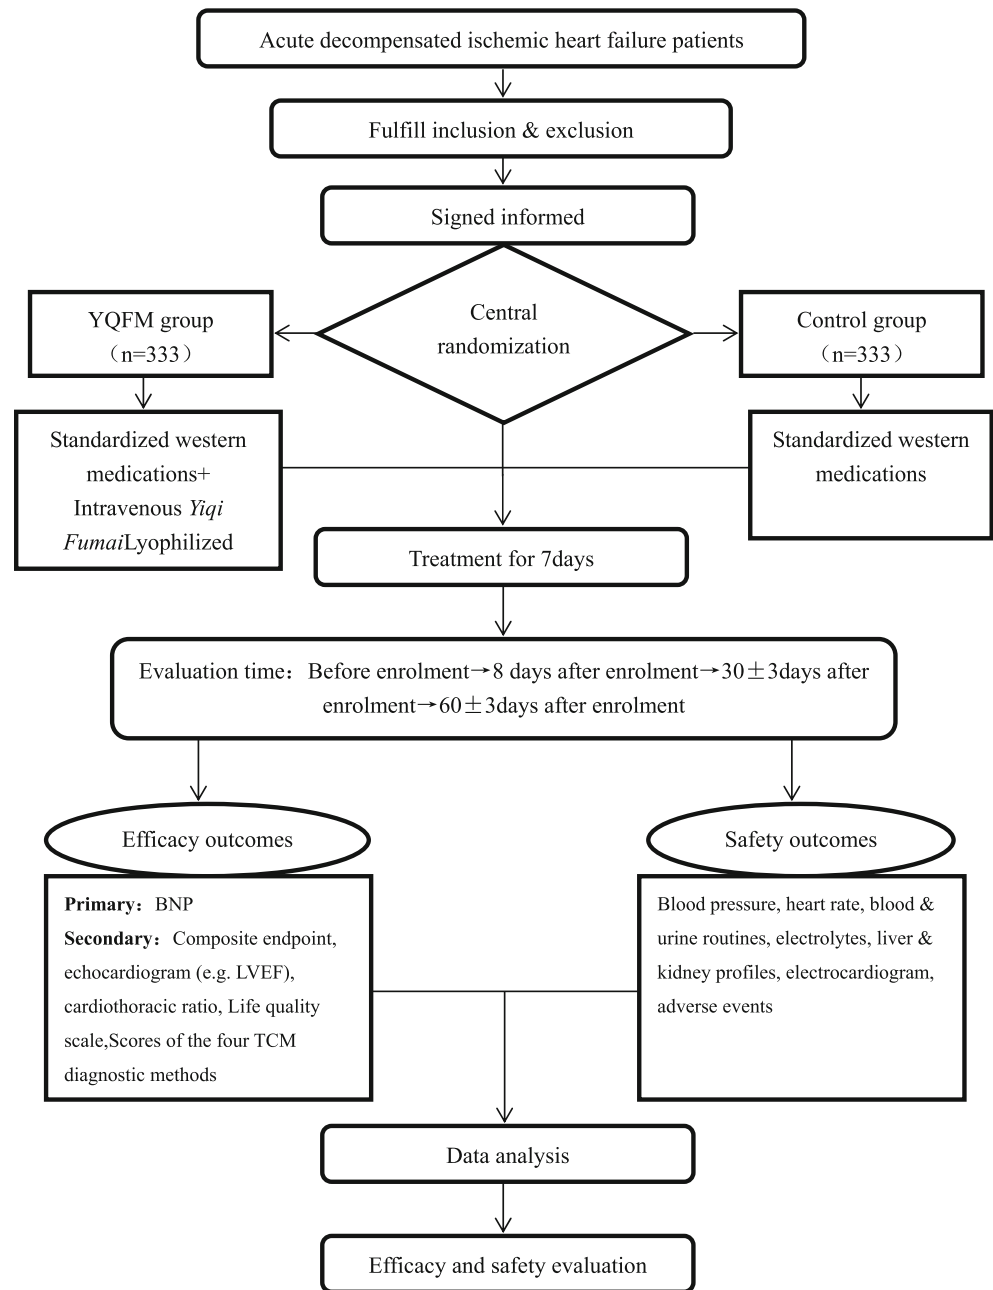 Acute decompensated ischemic heart failure patients
Fulfill inclusion & exclusion
Signed informed
Central
randomization
YQFM group
（n=333）
Control group
（n=333）
Standardized western
medications+
Intravenous Yiqi
FumaiLyophilized
Standardized western
medications
Treatment for 7days
Evaluation time：Before enrolment→8 days after enrolment→30±3days after
enrolment→60±3days after enrolment
Efficacy outcomes
Primary：BNP
Secondary：Composite endpoint,
echocardiogram (e.g. LVEF),
cardiothoracic ratio, Life quality
scale,Scores of the four TCM
diagnostic methods
Safety outcomes
Blood pressure, heart rate, blood &
urine routines, electrolytes, liver &
kidney profiles, electrocardiogram,
adverse events
Data analysis
Efficacy and safety evaluation